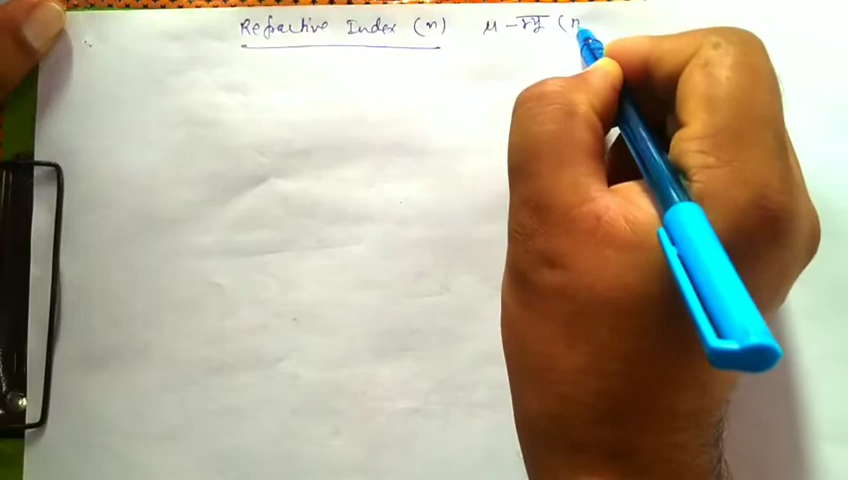 Refractive Index (n) μ - म्यू (n